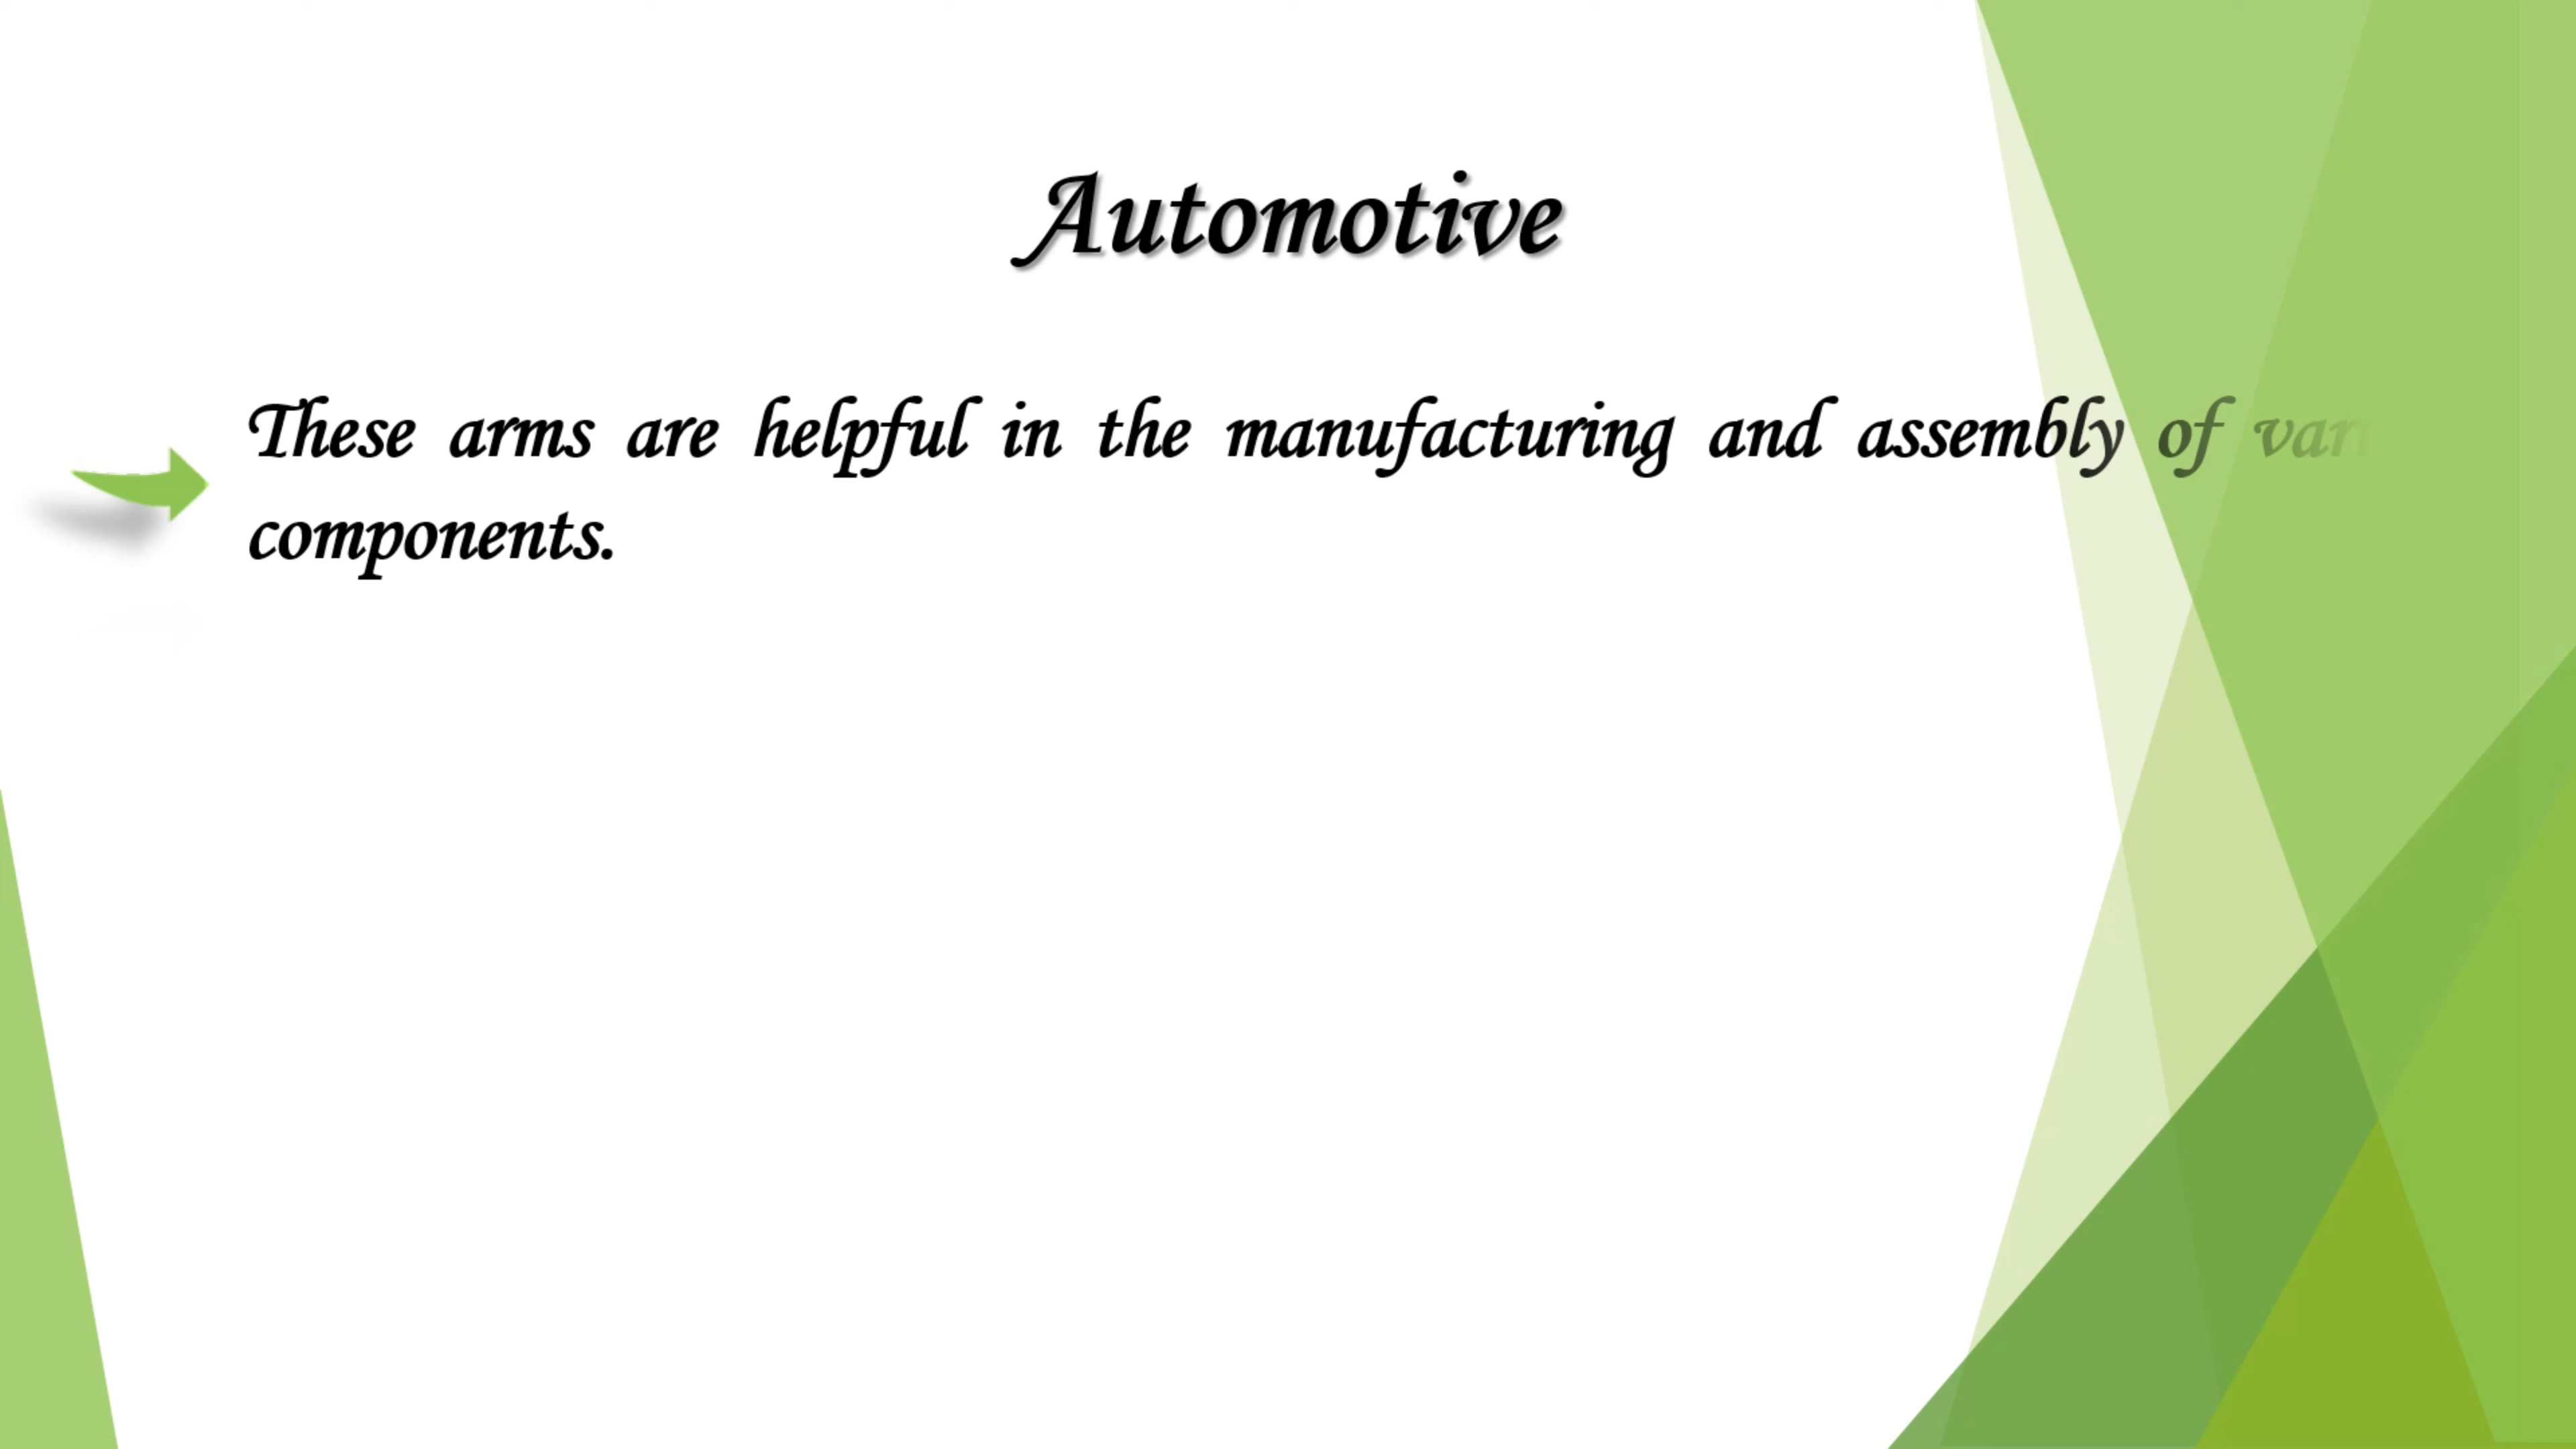 Automotive
These arms are helpful in the manufacturing and assembly of
components.